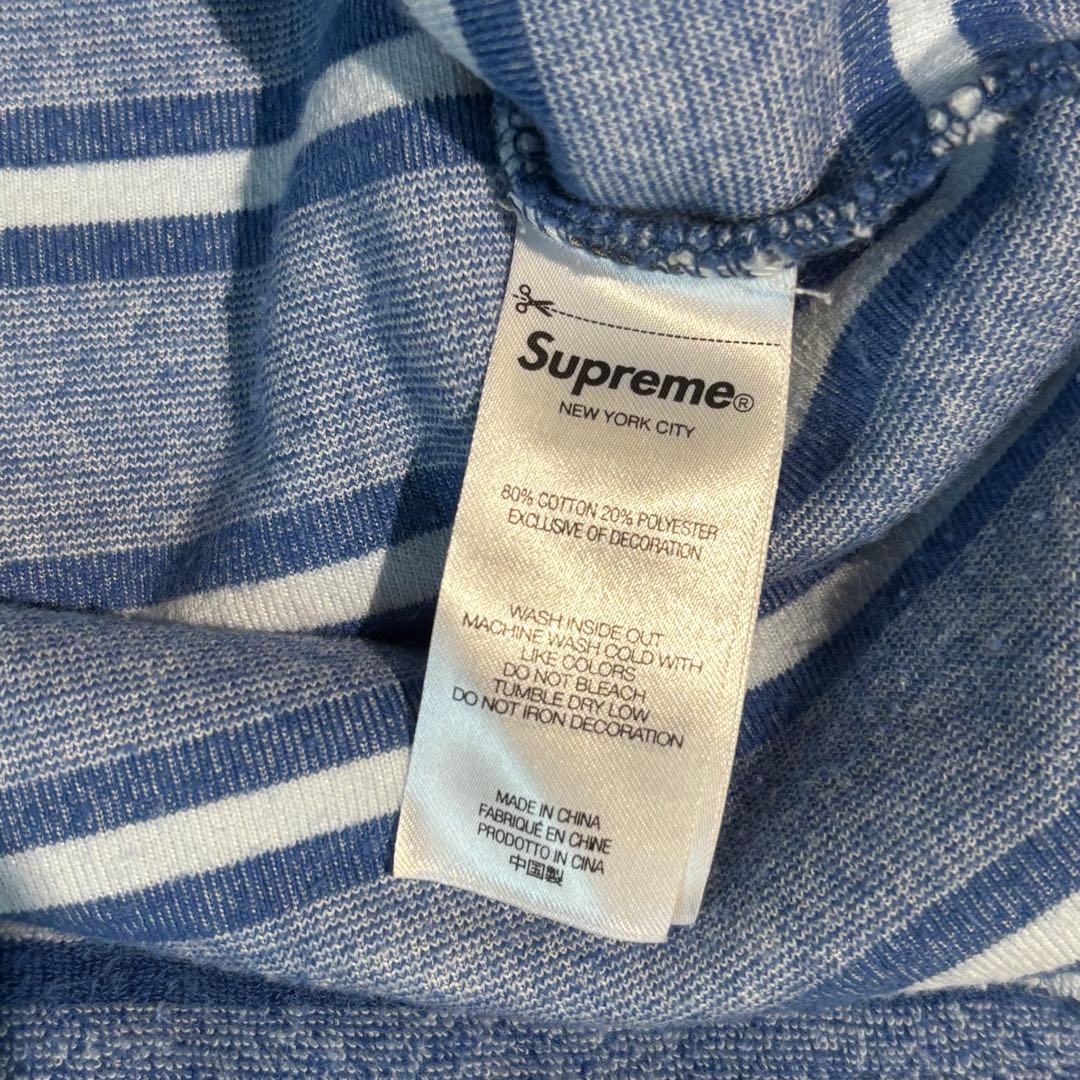 Supreme®
NEW YORK CITY
80% COTTON 20% POLYESTER
EXCLUSIVE OF DECORATION
WASH INSIDE OUT
MACHINE WASH COLD WITH
LIKE COLORS
DO NOT BLEACH
TUMBLE DRY LOW
DO NOT IRON DECORATION
MADE IN CHINA
FABRIQUÉ EN CHINE
PRODOTTO IN CINA
中国製